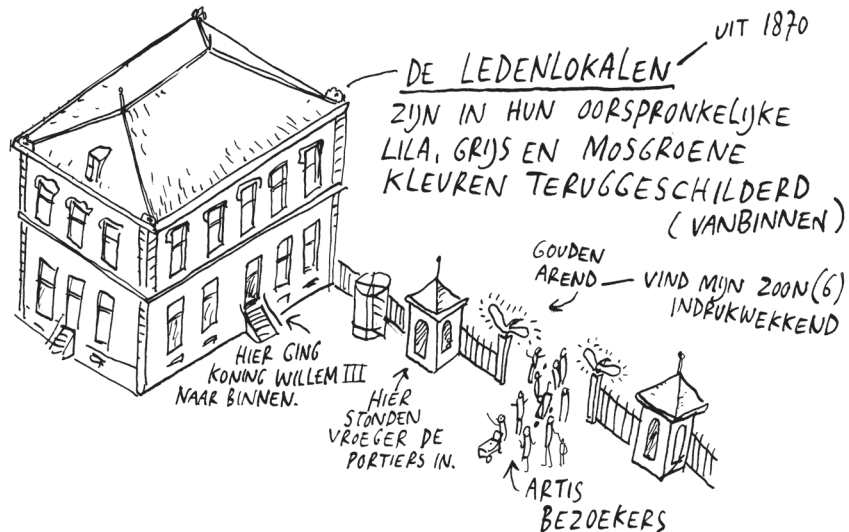 UIT 1870
DE LEDENLOKALEN
ZIJN IN HUN OORSPRONKELIJKE
LILA, GRIJS EN MOSGROENE
KLEUREN TERUGGESCHILDERD
(VANBINNEN)
GOUDEN
AREND
VIND MIJN ZOON (6)
INDRUKWEKKEND
HIER GING
KONING WILLEM III
NAAR BINNEN.
HIER
STONDEN
VROEGER DE
PORTIERS IN.
ARTIS
BEZOEKERS